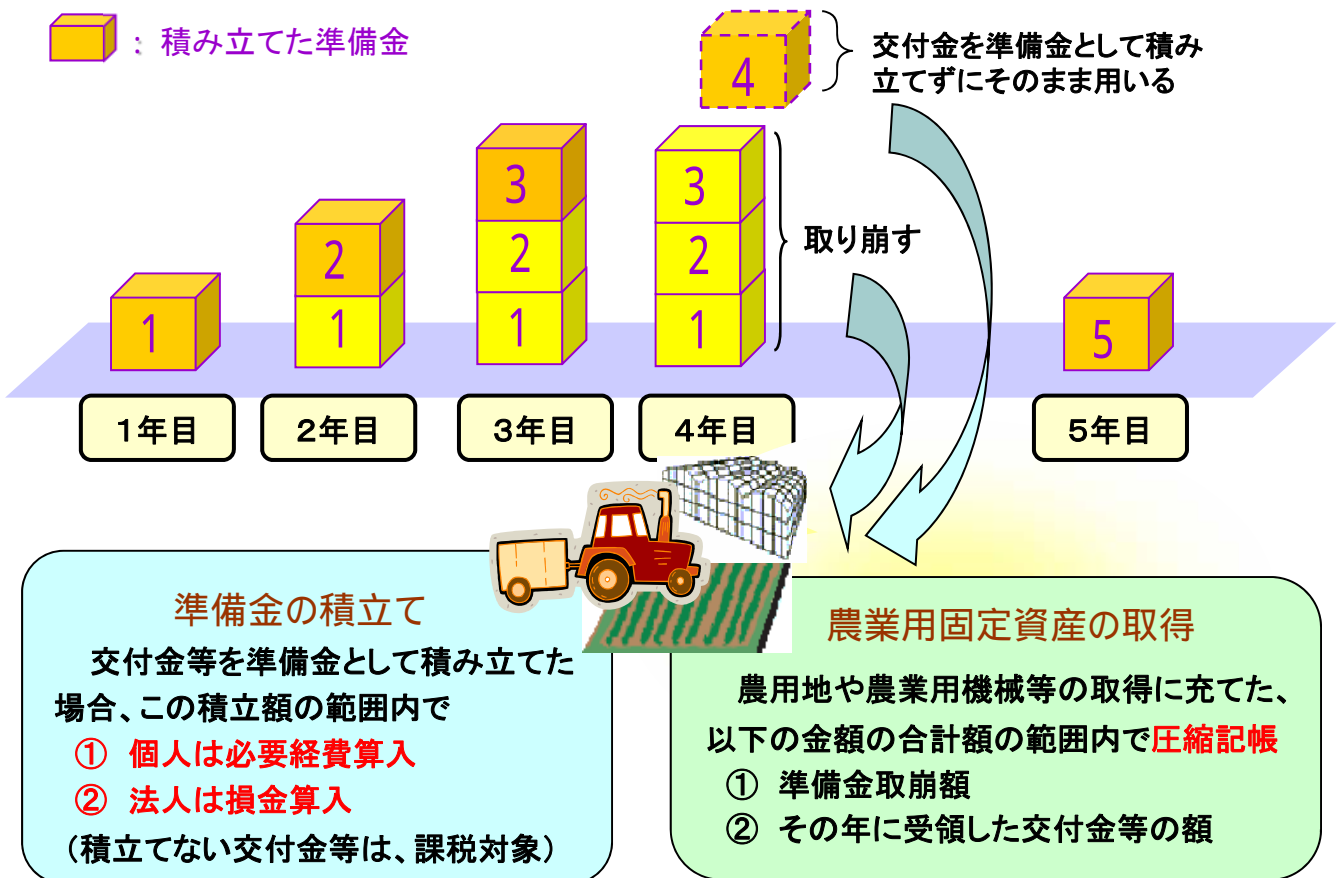 ：積み立てた準備金
4
交付金を準備金として積み
立てずにそのまま用いる
3
3
2
2
2
取り崩す
1
1
1
1
5
１年目
２年目
３年目
４年目
５年目
準備金の積立て
交付金等を準備金として積み立てた
場合、この積立額の範囲内で
① 個人は必要経費算入
② 法人は損金算入
（積立てない交付金等は、課税対象）
農業用固定資産の取得
農用地や農業用機械等の取得に充てた、
以下の金額の合計額の範囲内で圧縮記帳
① 準備金取崩額
② その年に受領した交付金等の額